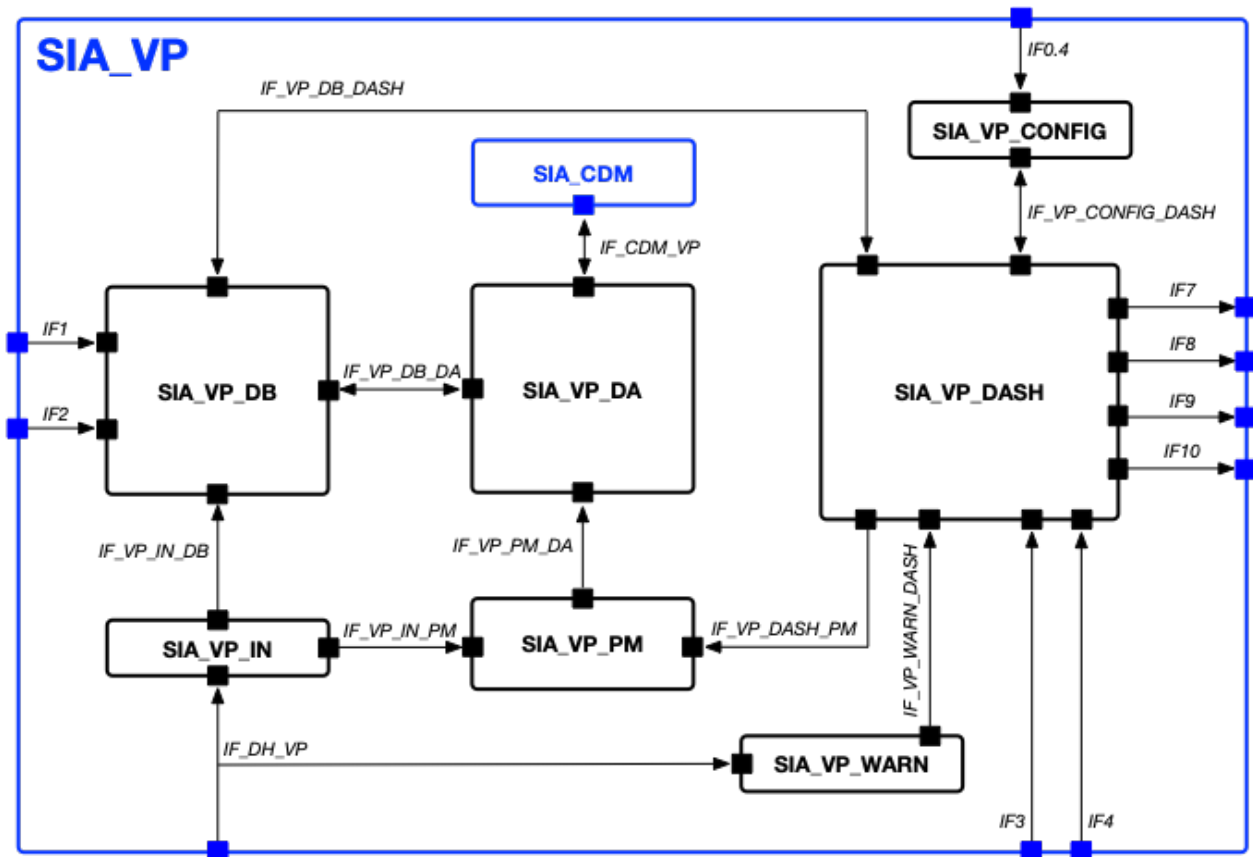 SIA_VP
IF0.4
IF_VP_DB_DASH
SIA_VP_CONFIG
SIA_CDM
IF_VP_CONFIG_DASH
IF_CDM_VP
IF7
IF1
IF8
IF_VP_DB_DA
SIA_VP_DB
SIA_VP_DA
SIA_VP_DASH
IF2
IF9
IF10
IF_VP_IN_DB
IF_VP_PM_DA
IF_VP_WARN_DASH
IF_VP_IN_PM
IF_VP_DASH_PM
SIA_VP_IN
SIA_VP_PM
IF_DH_VP
SIA_VP_WARN
IF3
IF4